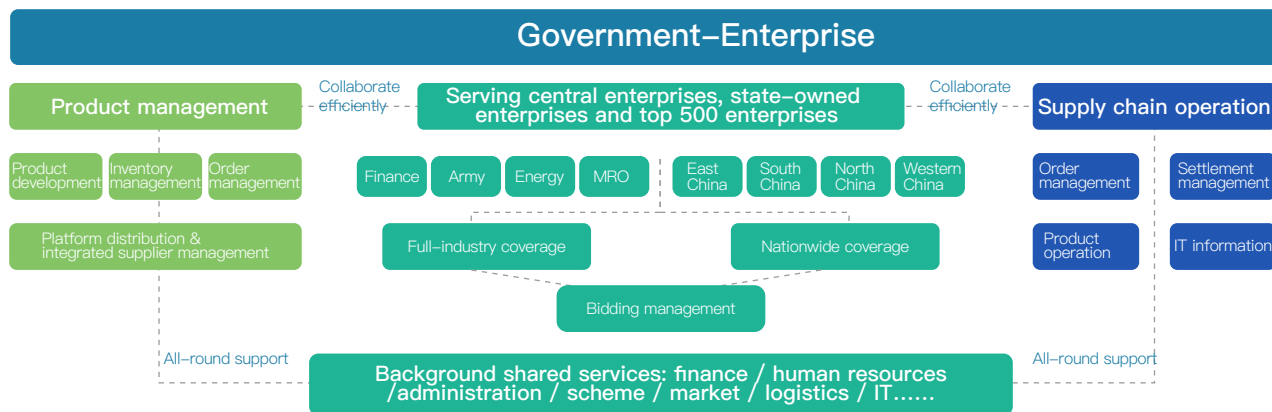 Government-Enterprise
Collaborate
efficiently
Collaborate
efficiently
Product management
Serving central enterprises, state-owned
enterprises and top 500 enterprises
Supply chain operation
Product
development
Inventory
management
Order
management
Finance
Army
Energy
MRO
East
China
South
China
North
China
Western
China
Order
management
Settlement
management
Platform distribution &
integrated supplier management
Full-industry coverage
Nationwide coverage
Product
operation
IT information
Bidding management
All-round support
All-round support
Background shared services: finance / human resources
/administration / scheme / market / logistics / IT......